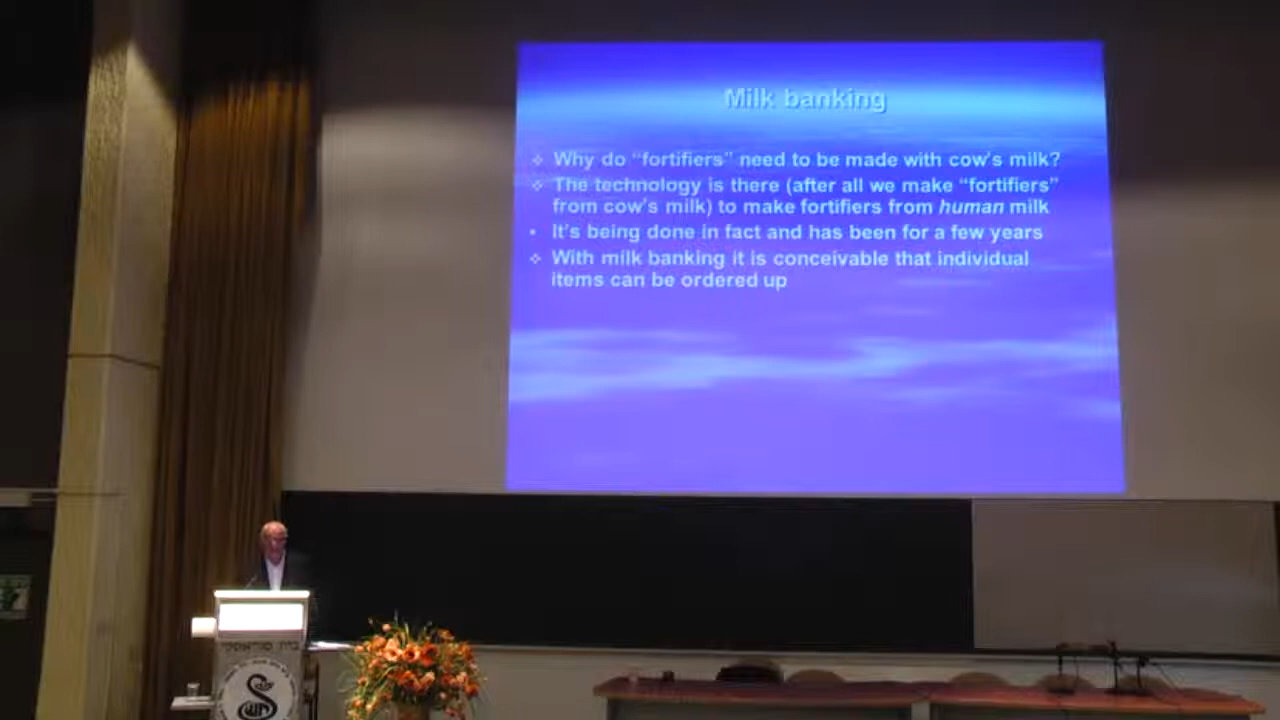 Milk banking
❖ Why do “fortifiers” need to be made with cow’s milk?
❖ The technology is there (after all we make “fortifiers”
from cow’s milk) to make fortifiers from human milk
• It’s being done in fact and has been for a few years
❖ With milk banking it is conceivable that individual
items can be ordered up